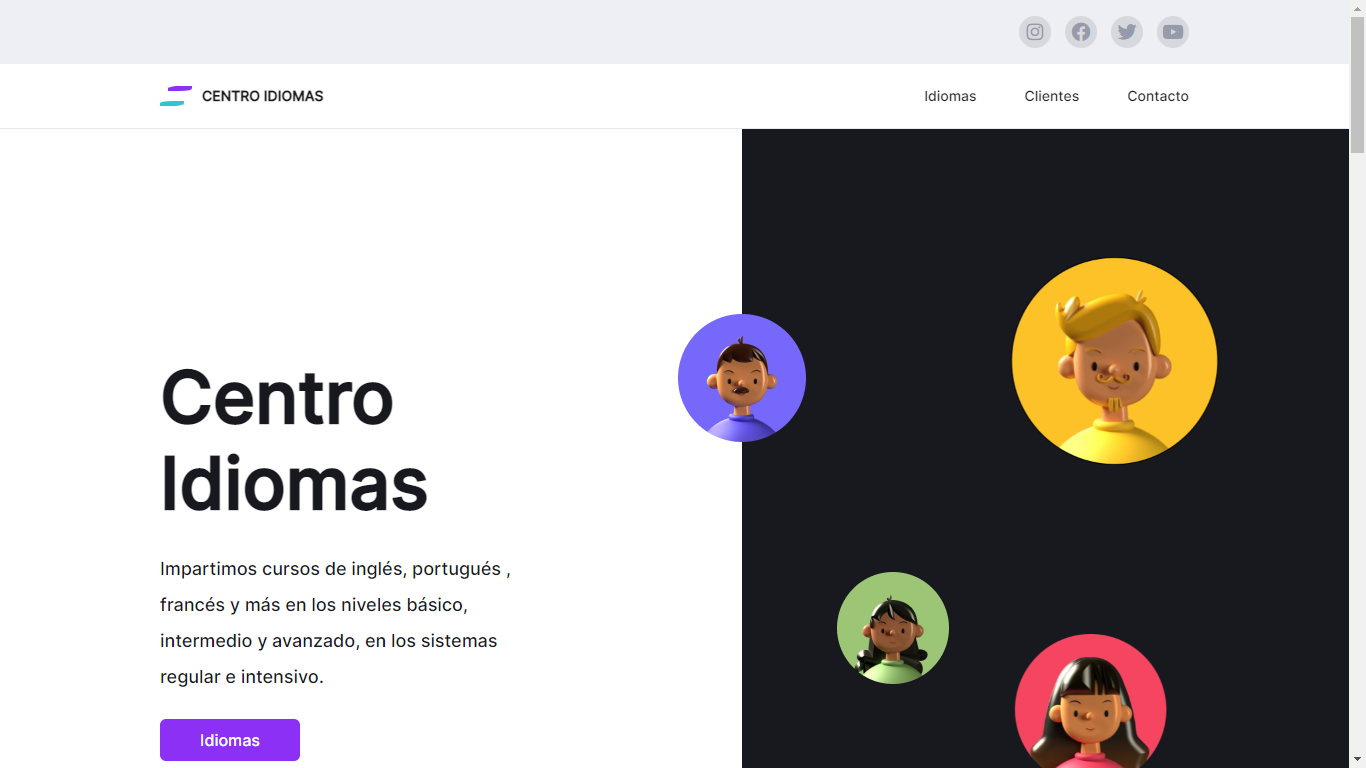 CENTRO IDIOMAS
Idiomas Clientes Contacto
Centro
Idiomas
Impartimos cursos de inglés, portugués ,
francés y más en los niveles básico,
intermedio y avanzado, en los sistemas
regular e intensivo.
Idiomas